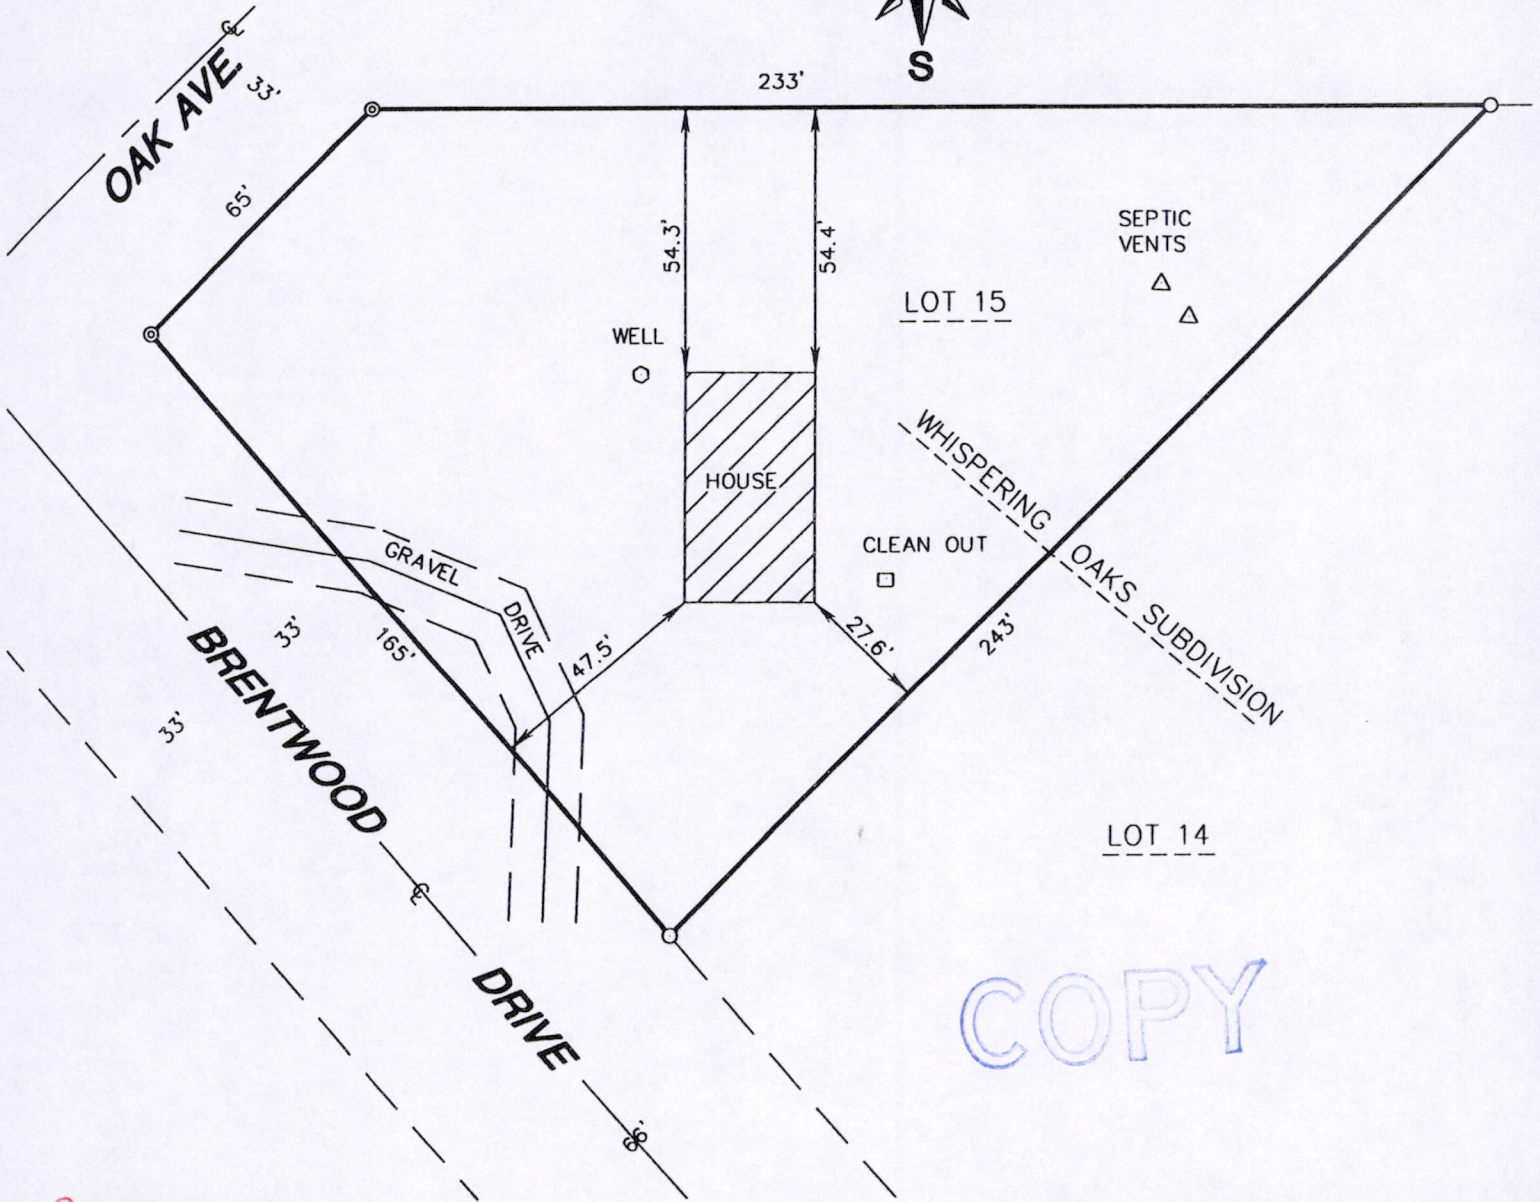 S
OAK AVE.
33'
233'
65'
54.3'
54.4'
SEPTIC
VENTS
LOT 15
WELL
HOUSE
WHISPERING OAKS SUBDIVISION
CLEAN OUT
GRAVEL DRIVE
47.5'
27.6'
243'
33'
165'
33'
BRENTWOOD DRIVE
LOT 14
COPY
66'